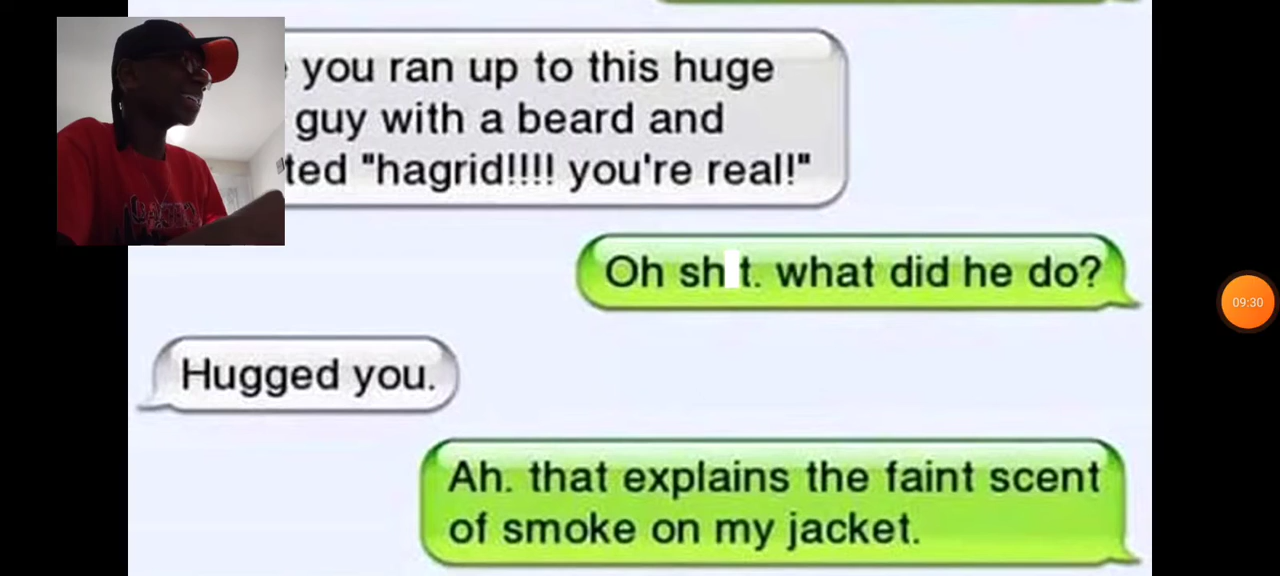 you ran up to this huge
guy with a beard and
ted "hagrid!!!! you're real!"
Oh sh t. what did he do?
09:30
Hugged you.
Ah. that explains the faint scent
of smoke on my jacket.